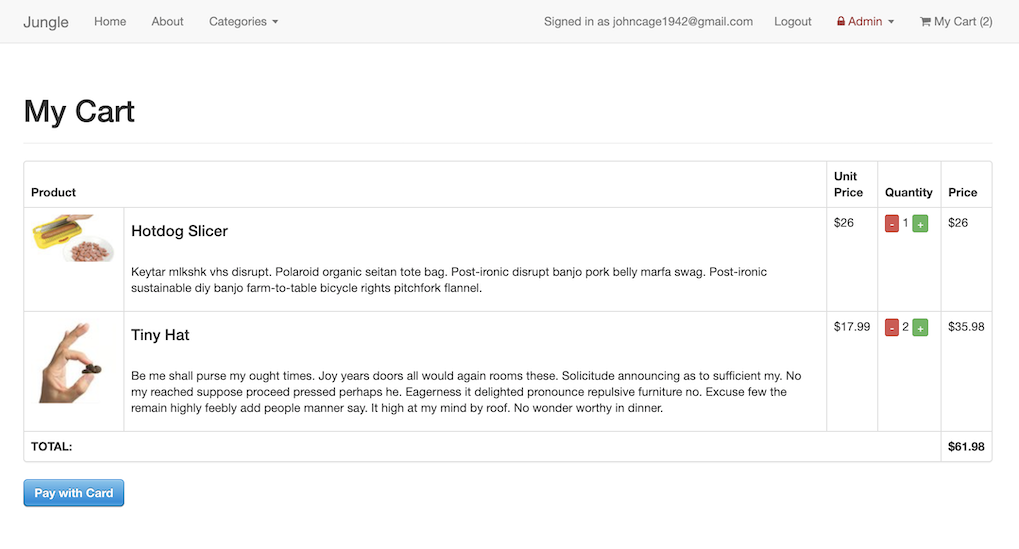 Jungle Home About Categories Signed in as johncage1942@gmail.com Logout Admin My Cart (2)
My Cart
Product Unit Price Quantity Price
Hotdog Slicer $26 - 1 + $26
Keytar mlkshk vhs disrupt. Polaroid organic seitan tote bag. Post-ironic disrupt banjo pork belly marfa swag. Post-ironic
sustainable diy banjo farm-to-table bicycle rights pitchfork flannel.
Tiny Hat $17.99 - 2 + $35.98
Be me shall purse my ought times. Joy years doors all would again rooms these. Solicitude announcing as to sufficient my. No
my reached suppose proceed pressed perhaps he. Eagerness it delighted pronounce repulsive furniture no. Excuse few the
remain highly feebly add people manner say. It high at my mind by roof. No wonder worthy in dinner.
TOTAL: $61.98
Pay with Card